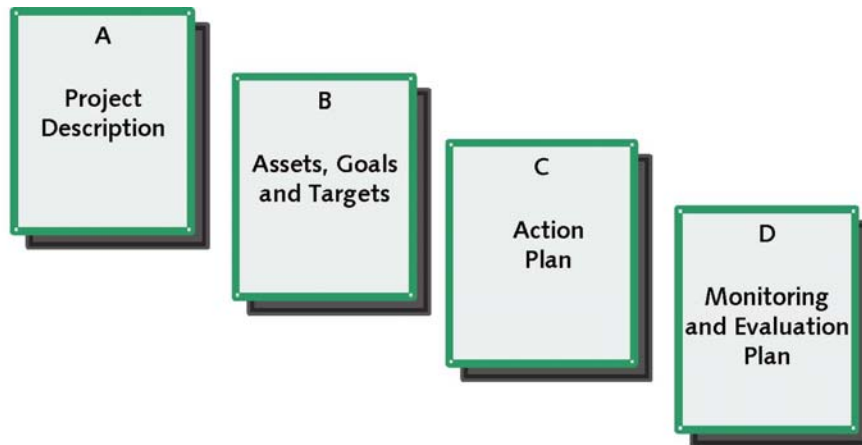 A
Project
Description
B
Assets, Goals
and Targets
C
Action
Plan
D
Monitoring
and Evaluation
Plan